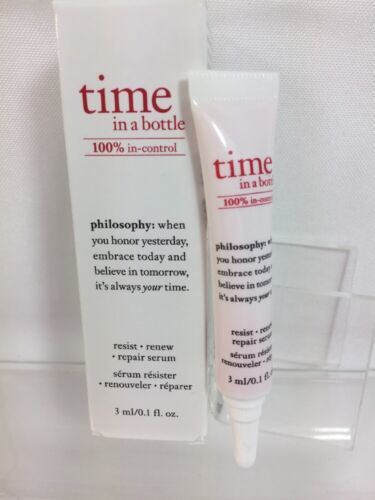 time
in a bottle
100% in-control
philosophy: when
you honor yesterday,
embrace today and
believe in tomorrow,
it's always your time.
resist • renew
• repair serum
sérum résister
• renouveler • réparer
3 ml/0.1 fl. oz.
time
in a bottle
100% in-control
philosophy:
you honor
embrace today
believe in tomorrow,
it's always your time.
resist • renew
repair serum
sérum résister
renouveler •
3 ml/0.1 fl. oz.